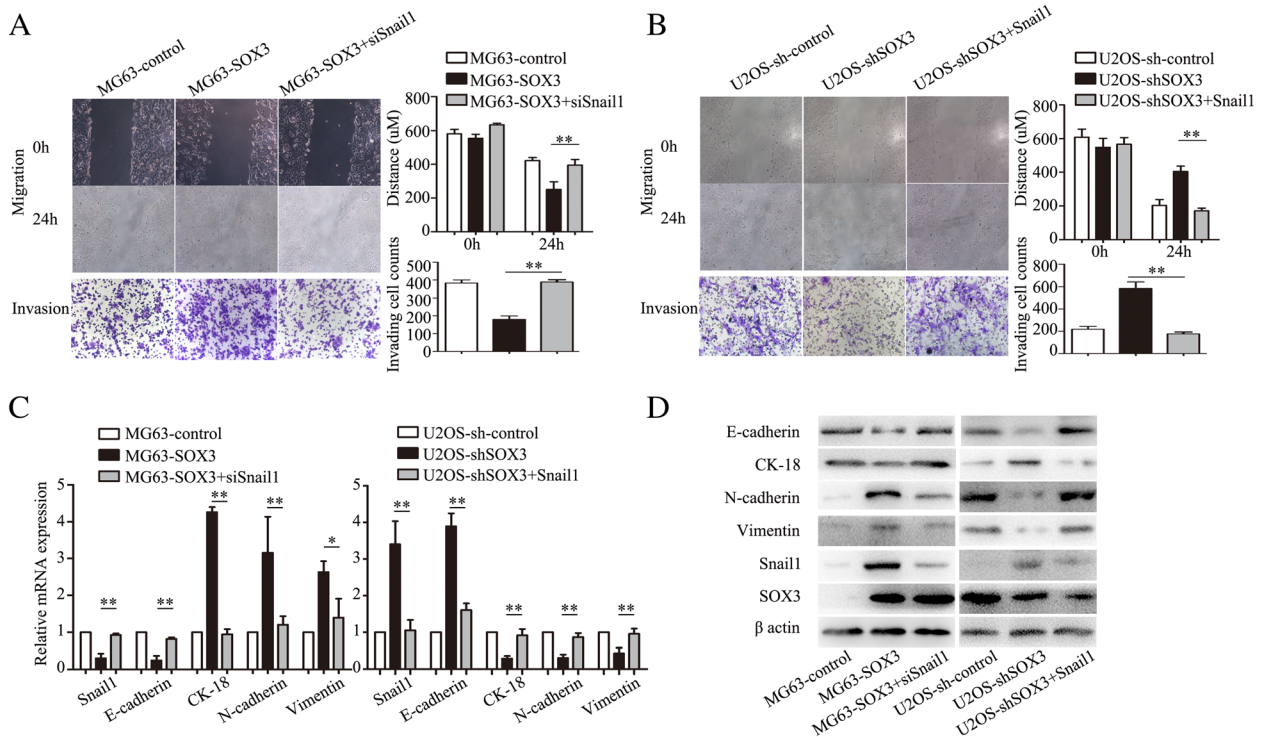 A
MG63-control
MG63-SOX3
MG63-SOX3+siSnail1
Migration
0h
24h
Invasion
MG63-control
MG63-SOX3
MG63-SOX3+siSnail1
Distance (uM)
800
600
400
200
0
**
0h
24h
Invading cell counts
500
400
300
200
100
0
**
B
U2OS-sh-control
U2OS-shSOX3
U2OS-shSOX3+Snail1
Migration
0h
24h
Invasion
U2OS-sh-control
U2OS-shSOX3
U2OS-shSOX3+Snail1
Distance (uM)
800
600
400
200
0
**
0h
24h
Invading cell counts
800
600
400
200
0
**
C
MG63-control
MG63-SOX3
MG63-SOX3+siSnail1
Relative mRNA expression
5
4
3
2
1
0
**
**
**
**
*
Snail1
E-cadherin
CK-18
N-cadherin
Vimentin
U2OS-sh-control
U2OS-shSOX3
U2OS-shSOX3+Snail1
5
4
3
2
1
0
**
**
**
**
**
Snail1
E-cadherin
CK-18
N-cadherin
Vimentin
D
E-cadherin
CK-18
N-cadherin
Vimentin
Snail1
SOX3
β actin
MG63-control
MG63-SOX3
MG63-SOX3+siSnail1
U2OS-sh-control
U2OS-shSOX3
U2OS-shSOX3+Snail1